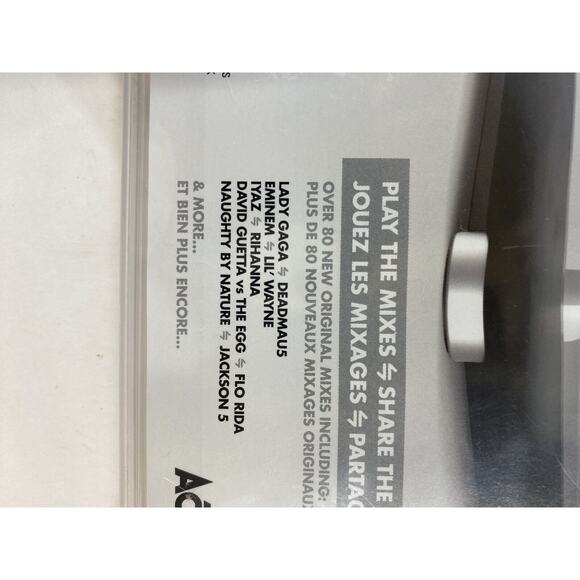 PLAY THE MIXES ⇋ SHARE THE
JOUEZ LES MIXAGES ⇋ PARTAG
OVER 80 NEW ORIGINAL MIXES INCLUDING:
PLUS DE 80 NOUVEAUX MIXAGES ORIGINAUX
LADY GAGA ⇋ DEADMAU5
EMINEM ⇋ LIL' WAYNE
IYAZ ⇋ RIHANNA
DAVID GUETTA vs THE EGG ⇋ FLO RIDA
NAUGHTY BY NATURE ⇋ JACKSON 5
& MORE...
ET BIEN PLUS ENCORE...